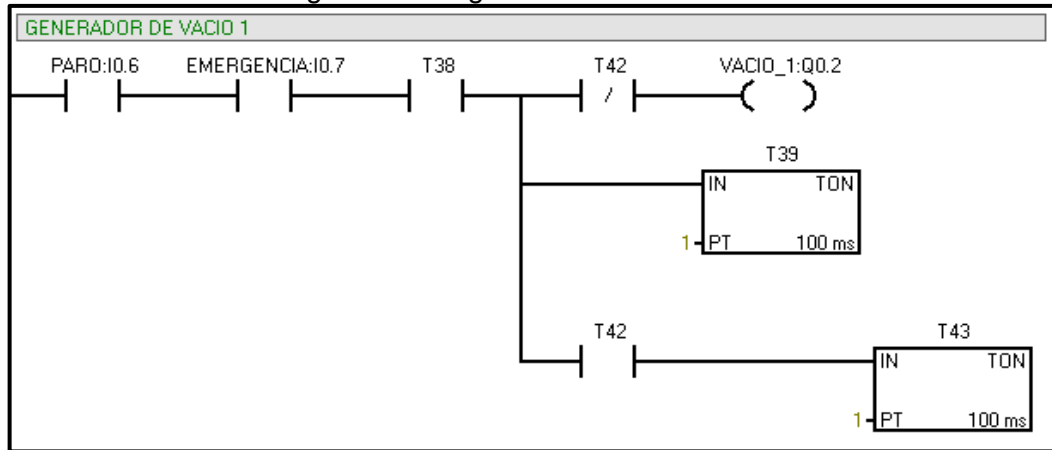 GENERADOR DE VACIO 1
PARO:I0.6 EMERGENCIA:I0.7 T38 T42 VACIO_1:Q0.2
/
T39
IN TON
1 PT 100 ms
T42 T43
IN TON
1 PT 100 ms